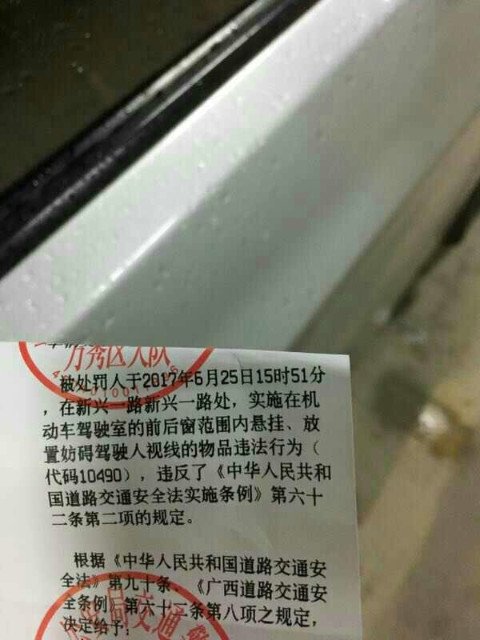 万秀区大队
被处罚人于2017年6月25日15时51分
，在新兴一路新兴一路处，实施在机
动车驾驶室的前后窗范围内悬挂、放
置妨碍驾驶人视线的物品违法行为（
代码10490），违反了《中华人民共和
国道路交通安全法实施条例》第六十
二条第二项的规定。
根据《中华人民共和国道路交通安
全法》第九十条、《广西道路交通安
全条例》第六十二条第八项之规定，
决定给予：